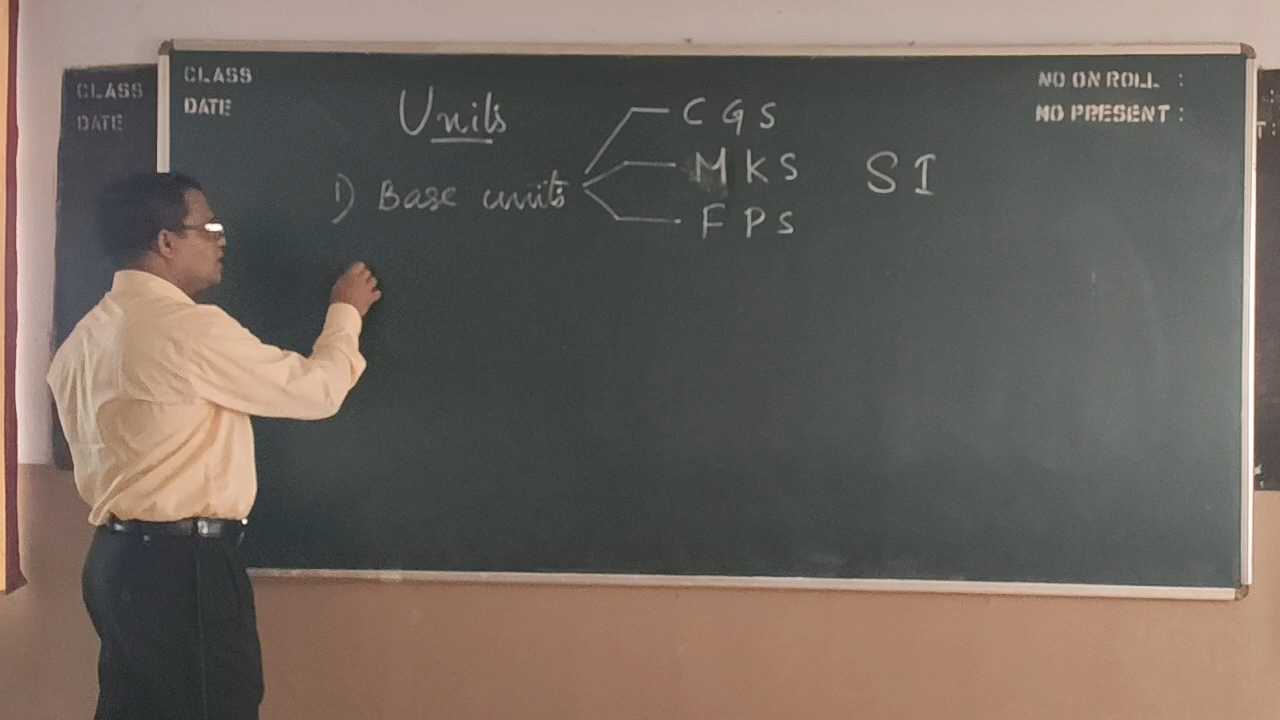 CLASS
DATE
CLASS
DATE
NO ON ROLL :
NO PRESENT :
Units
C G S
1) Base units
M K S
S I
F P S